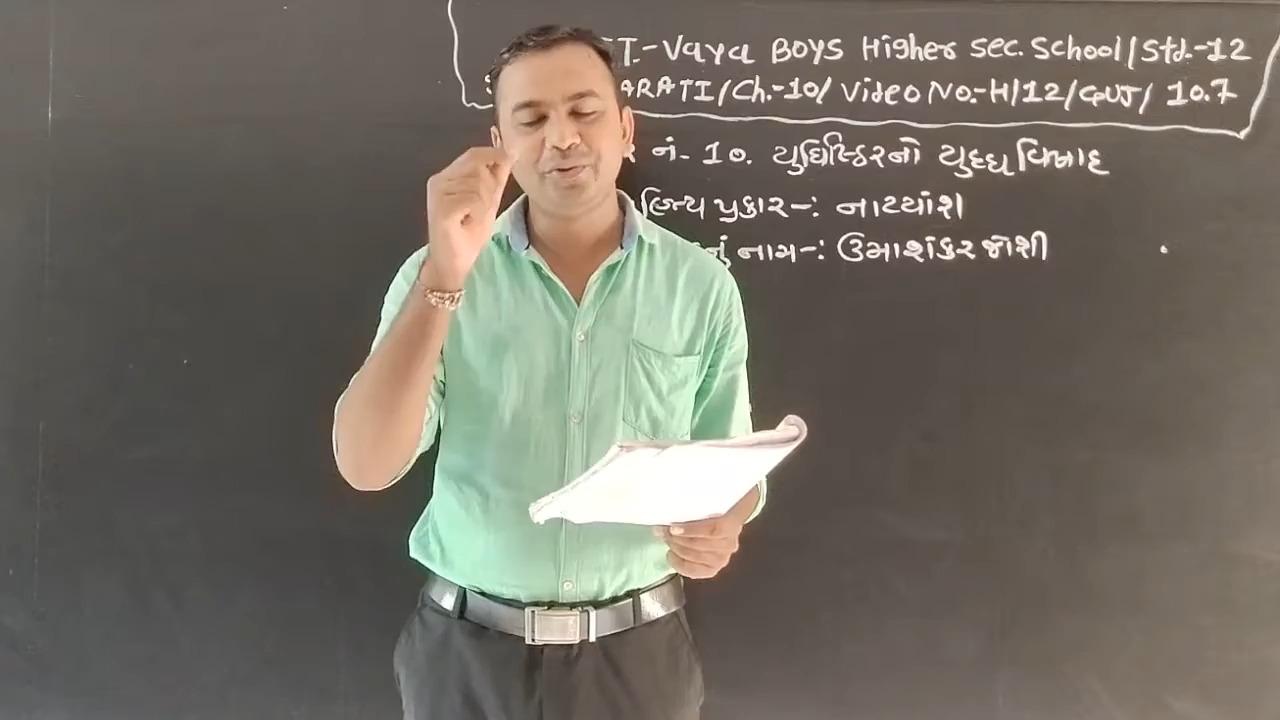 T.-Vaya BOYS Higher sec. School/Std.-12
ARATI/Ch.-10/ Video No.-H/12/GUJ/ 10.7
નં.- 10. યુધિષ્ઠિરનો યુદ્ધ વિષાદ
પ્રકાર-: નાટ્યાંશ
નું નામ-: ઉમાશંકર જોશી